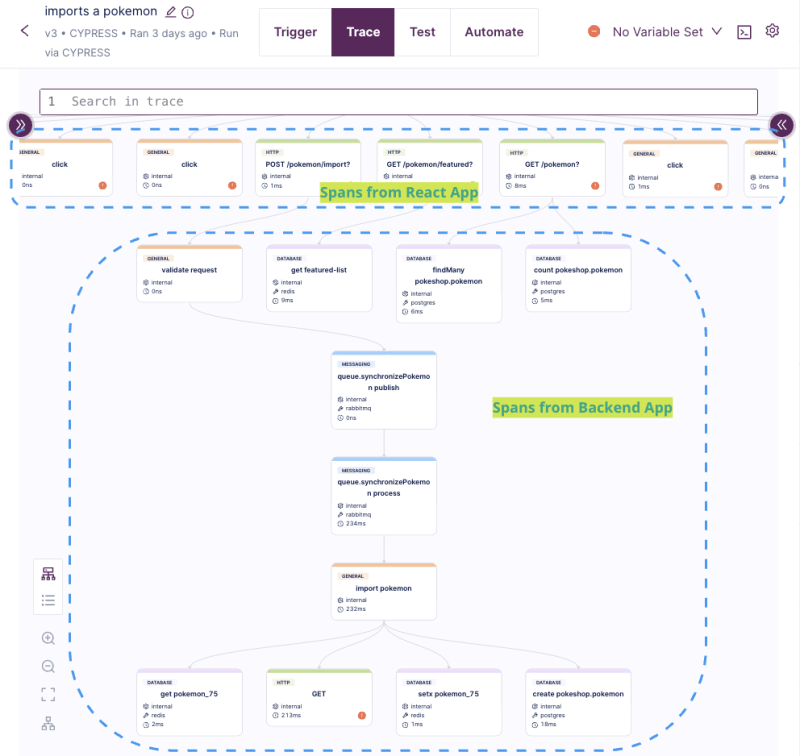 imports a pokemon
v3 • CYPRESS • Ran 3 days ago • Run
via CYPRESS
Trigger
Trace
Test
Automate
No Variable Set
1 Search in trace
GENERAL
click
internal
0ns
GENERAL
click
internal
0ns
HTTP
POST /pokemon/import?
internal
1ms
HTTP
GET /pokemon/featured?
internal
HTTP
GET /pokemon?
internal
8ms
GENERAL
click
internal
1ms
GENERAL
interna
0ns
Spans from React App
GENERAL
validate request
internal
0ns
DATABASE
get featured-list
internal
redis
9ms
DATABASE
findMany
pokeshop.pokemon
internal
postgres
6ms
DATABASE
count pokeshop.pokemon
internal
postgres
5ms
MESSAGING
queue.synchronizePokemo
n publish
internal
rabbitmq
0ns
Spans from Backend App
MESSAGING
queue.synchronizePokemo
n process
internal
rabbitmq
234ms
GENERAL
import pokemon
internal
232ms
DATABASE
get pokemon_75
internal
redis
2ms
HTTP
GET
internal
213ms
DATABASE
setx pokemon_75
internal
redis
1ms
DATABASE
create pokeshop.pokemon
internal
postgres
18ms